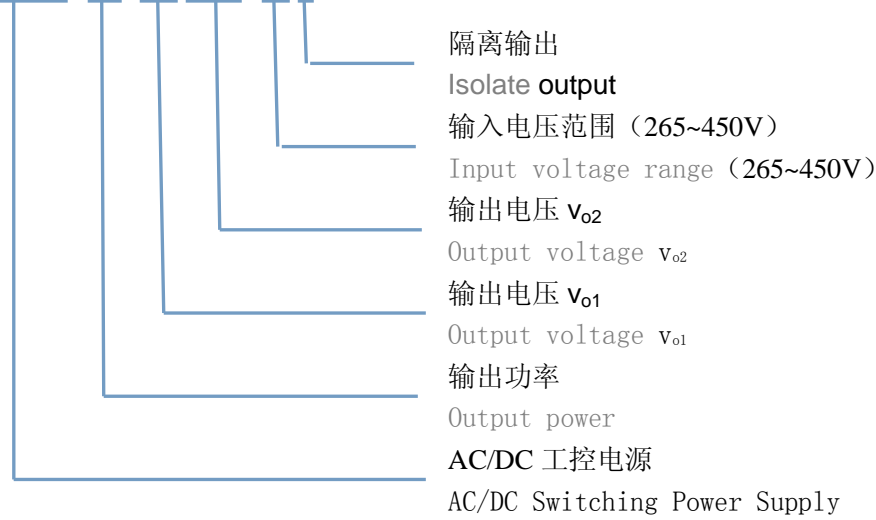 隔离输出
Isolate output
输入电压范围（265~450V）
Input voltage range（265~450V）
输出电压 vo2
Output voltage vo2
输出电压 vo1
Output voltage vo1
输出功率
Output power
AC/DC 工控电源
AC/DC Switching Power Supply